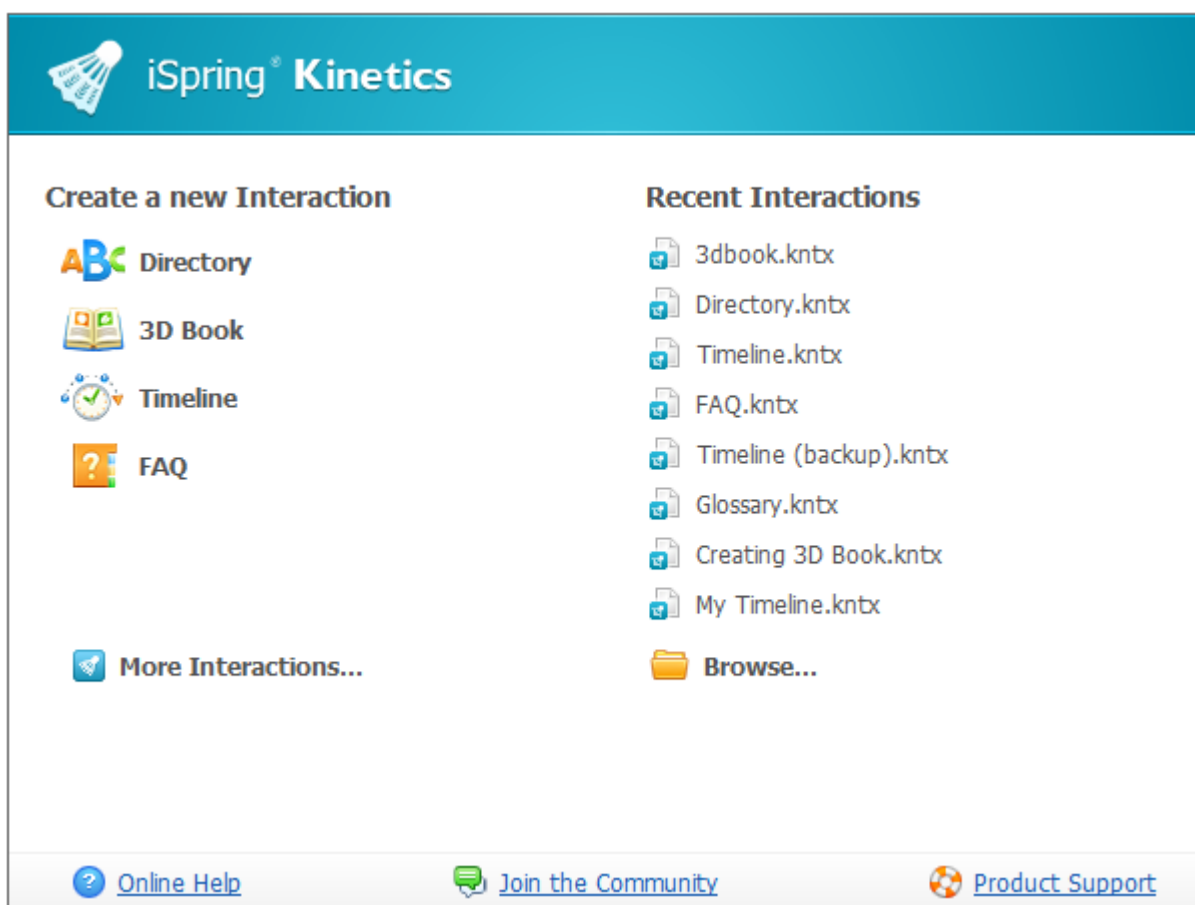 iSpring® Kinetics
Create a new Interaction
ABC Directory
3D Book
Timeline
? FAQ
More Interactions...
Recent Interactions
3dbook.kntx
Directory.kntx
Timeline.kntx
FAQ.kntx
Timeline (backup).kntx
Glossary.kntx
Creating 3D Book.kntx
My Timeline.kntx
Browse...
? Online Help
Join the Community
Product Support